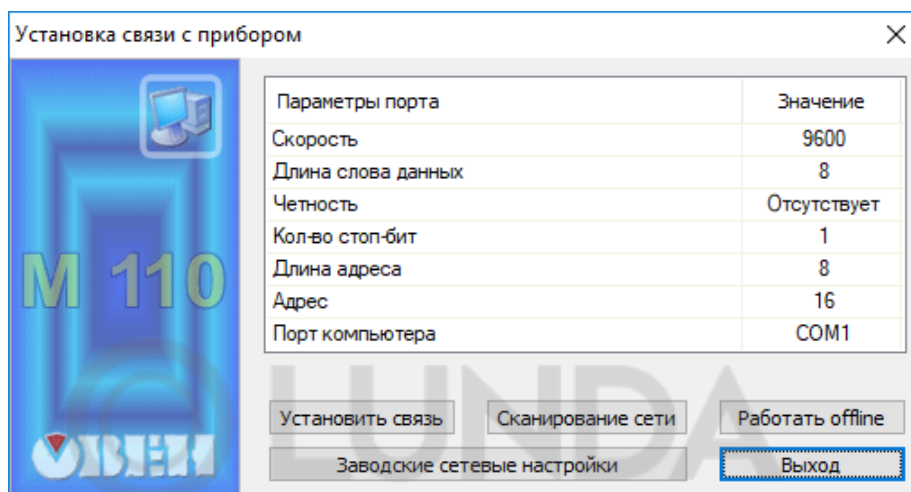 Установка связи с прибором
Параметры порта Значение
Скорость 9600
Длина слова данных 8
Четность Отсутствует
Кол-во стоп-бит 1
Длина адреса 8
Адрес 16
Порт компьютера COM1
М 110
LUNDA
Установить связь Сканирование сети Работать offline
ОВЕН
Заводские сетевые настройки Выход